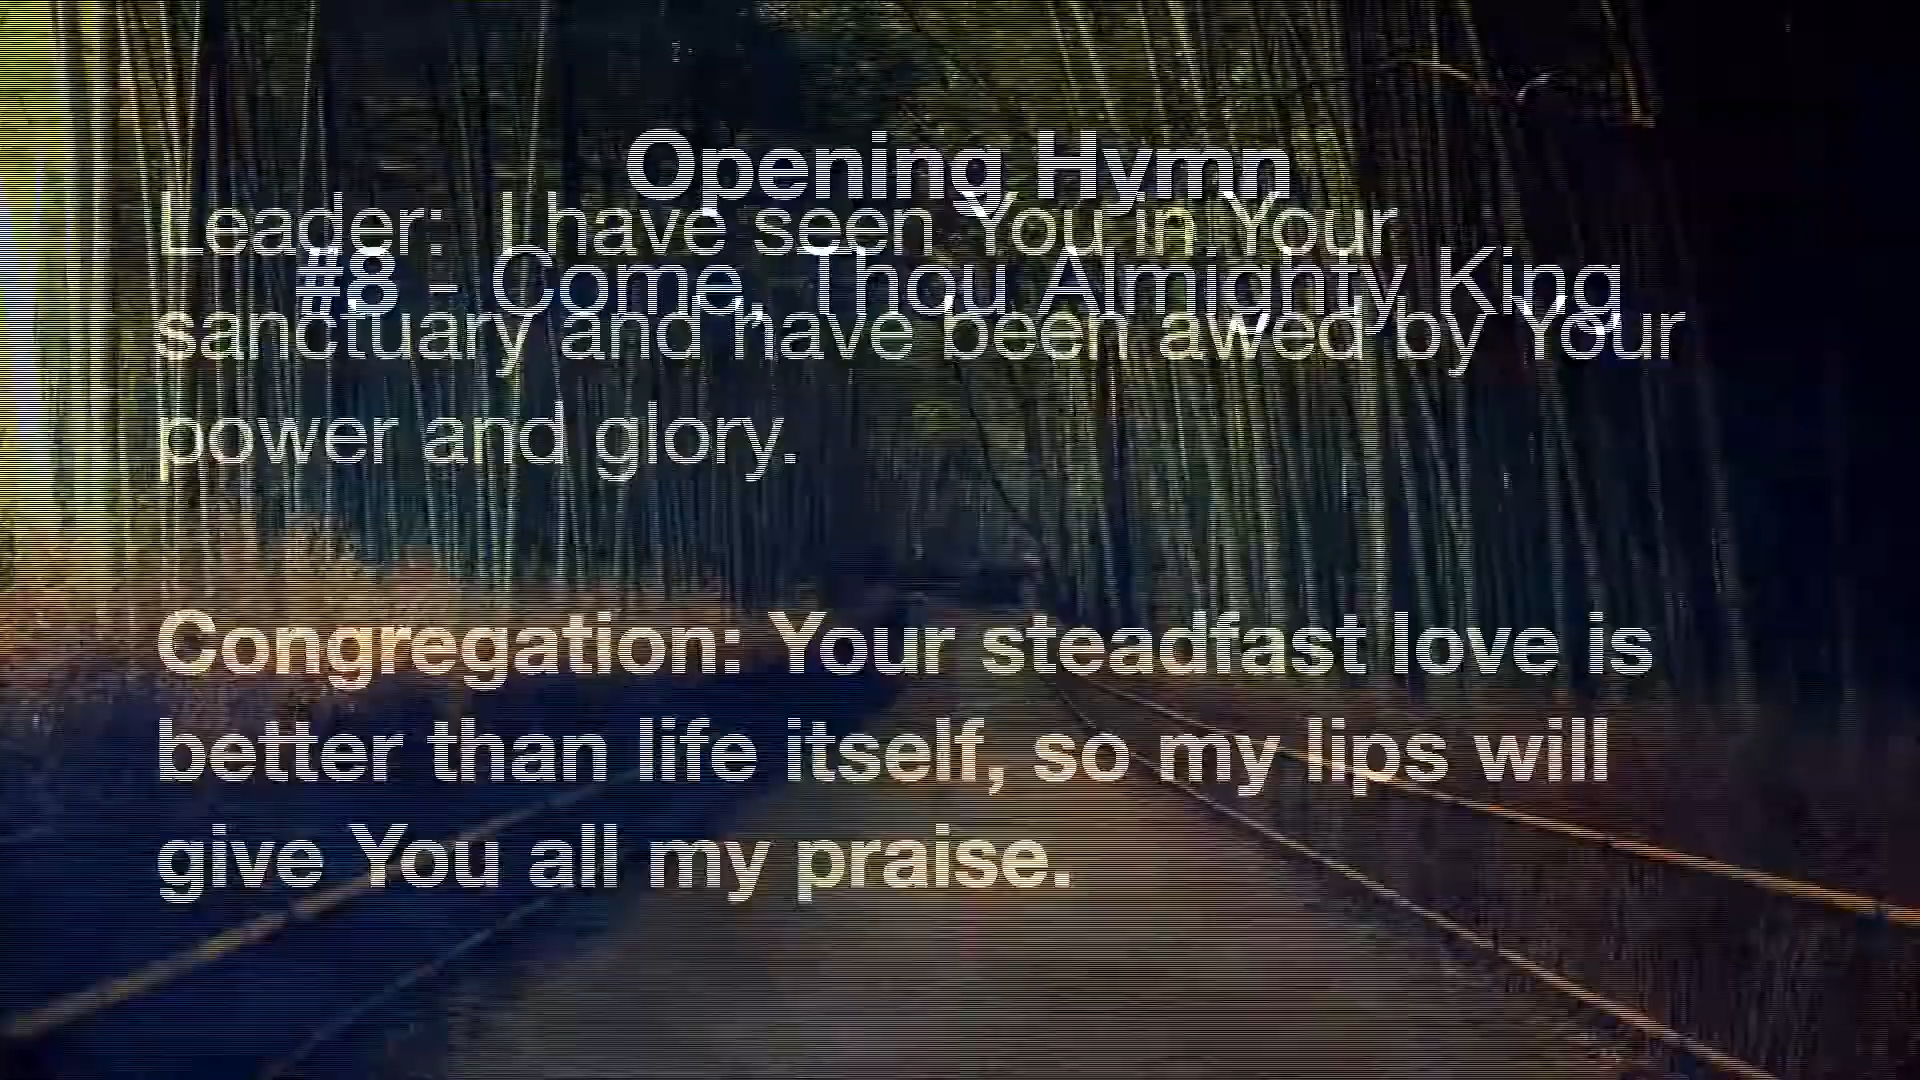 Opening Hymn
Leader: I have seen You in Your
#8 - Come, Thou Almighty King
sanctuary and have been awed by Your
power and glory.
Congregation: Your steadfast love is
better than life itself, so my lips will
give You all my praise.